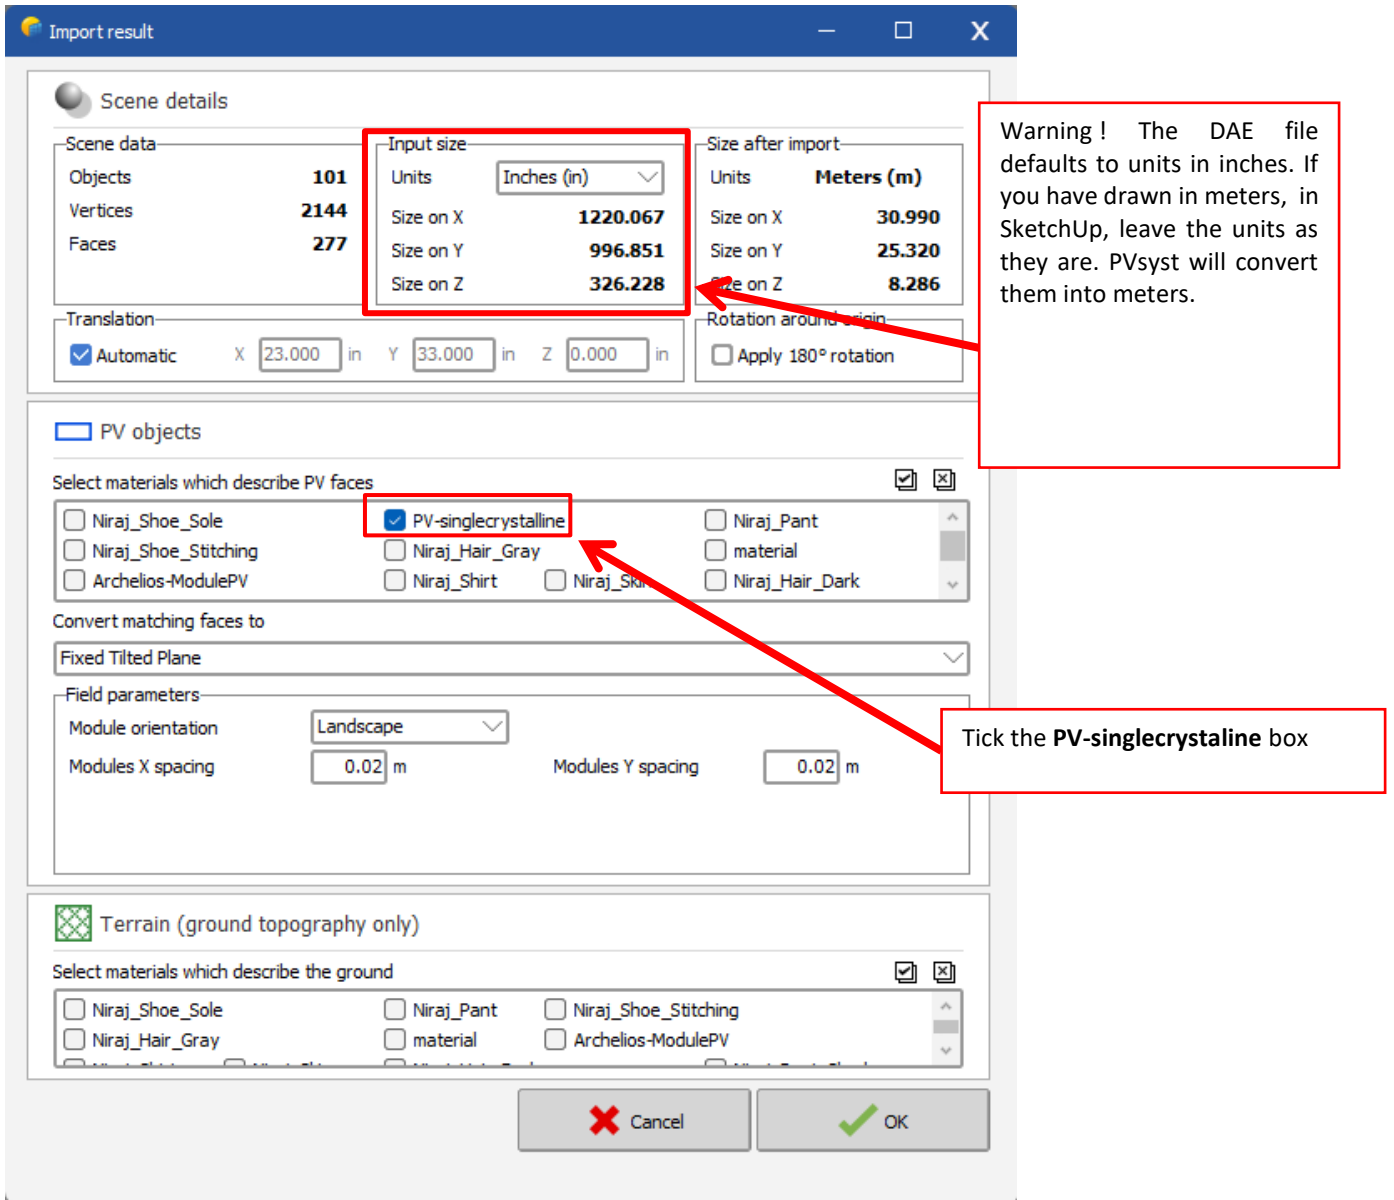 Import result
Scene details
Scene data
Objects 101
Vertices 2144
Faces 277
Input size
Units Inches (in)
Size on X 1220.067
Size on Y 996.851
Size on Z 326.228
Size after import
Units Meters (m)
Size on X 30.990
Size on Y 25.320
Size on Z 8.286
Warning ! The DAE file
defaults to units in inches. If
you have drawn in meters, in
SketchUp, leave the units as
they are. PVsyst will convert
them into meters.
Translation
Automatic X 23.000 in Y 33.000 in Z 0.000 in
Rotation around origin
Apply 180° rotation
PV objects
Select materials which describe PV faces
Niraj_Shoe_Sole PV-singlecrystalline Niraj_Pant
Niraj_Shoe_Stitching Niraj_Hair_Gray material
Archelios-ModulePV Niraj_Shirt Niraj_Skin Niraj_Hair_Dark
Convert matching faces to
Fixed Tilted Plane
Field parameters
Module orientation Landscape
Modules X spacing 0.02 m Modules Y spacing 0.02 m
Tick the PV-singlecrystaline box
Terrain (ground topography only)
Select materials which describe the ground
Niraj_Shoe_Sole Niraj_Pant Niraj_Shoe_Stitching
Niraj_Hair_Gray material Archelios-ModulePV
Cancel OK